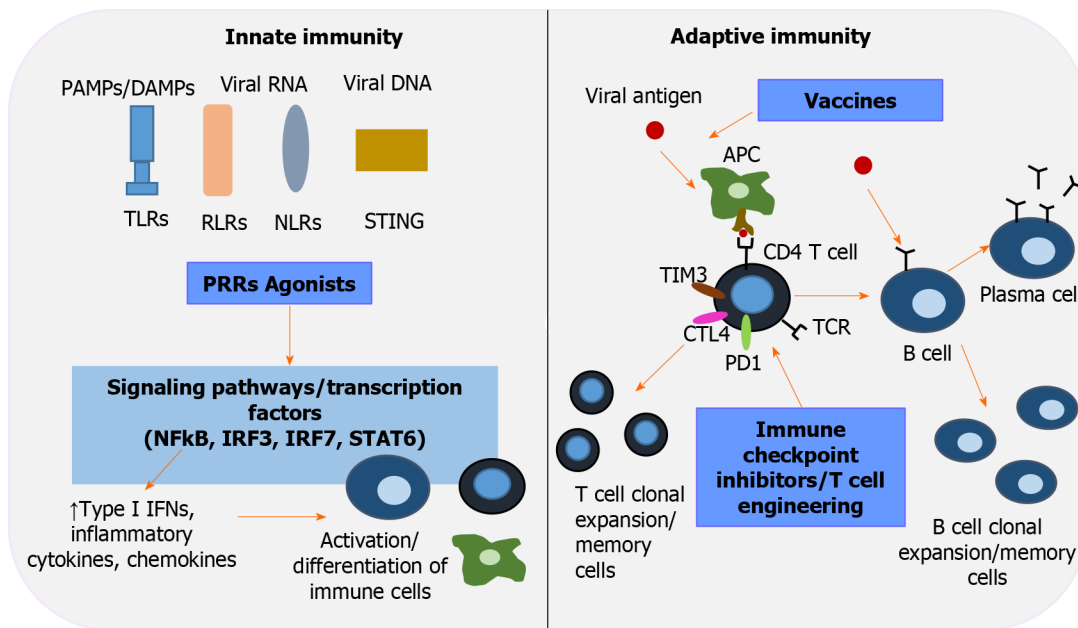 Innate immunity
PAMPs/DAMPs
Viral RNA
Viral DNA
TLRs
RLRs
NLRs
STING
PRRs Agonists
Signaling pathways/transcription
factors
(NFkB, IRF3, IRF7, STAT6)
↑Type I IFNs,
inflammatory
cytokines, chemokines
Activation/
differentiation of
immune cells
Adaptive immunity
Viral antigen
Vaccines
APC
CD4 T cell
TIM3
CTL4
PD1
TCR
B cell
Plasma cell
T cell clonal
expansion/
memory
cells
Immune
checkpoint
inhibitors/T cell
engineering
B cell clonal
expansion/memory
cells